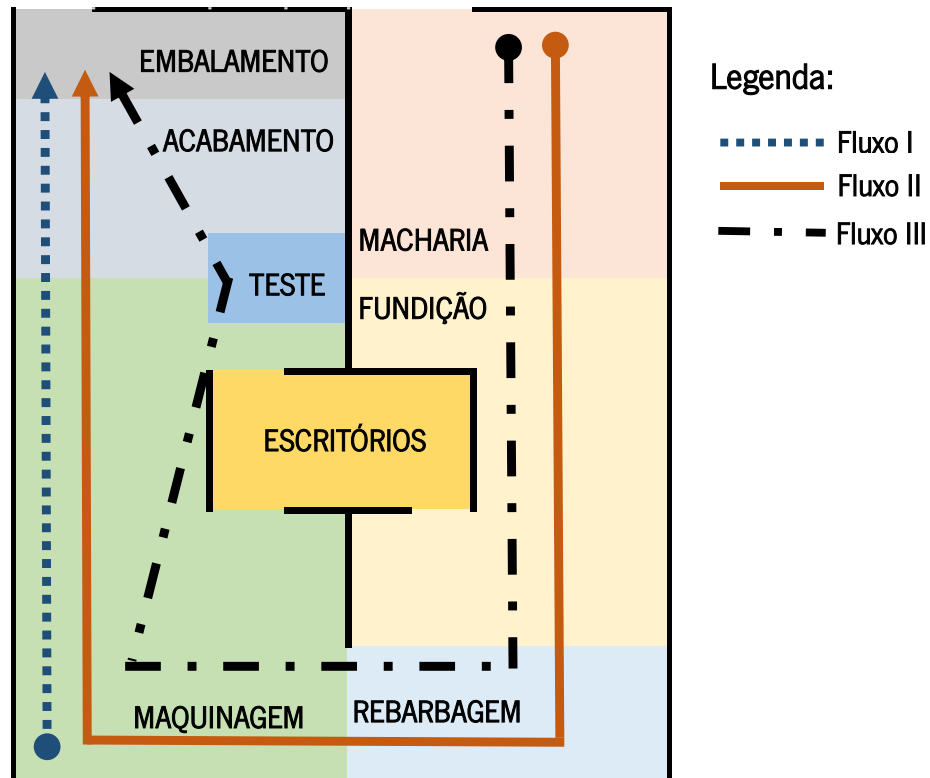 EMBALAMENTO
ACABAMENTO
MACHARIA
TESTE
FUNDIÇÃO
ESCRITÓRIOS
MAQUINAGEM
REBARBAGEM
Legenda:
Fluxo I
Fluxo II
Fluxo III